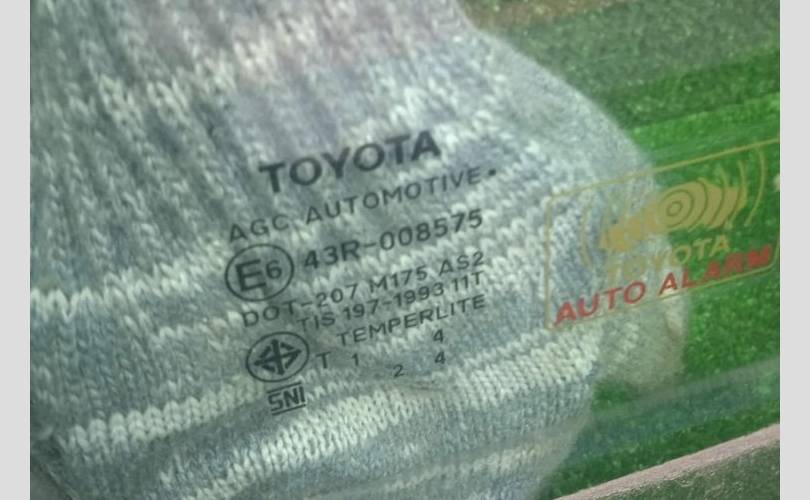 TOYOTA
AGC AUTOMOTIVE
E6 43R-008575
DOT-207 M175 AS2
TIS 197-1993 11T
TEMPERLITE
4
T 1 2 4
SNI
TOYOTA
AUTO ALARM